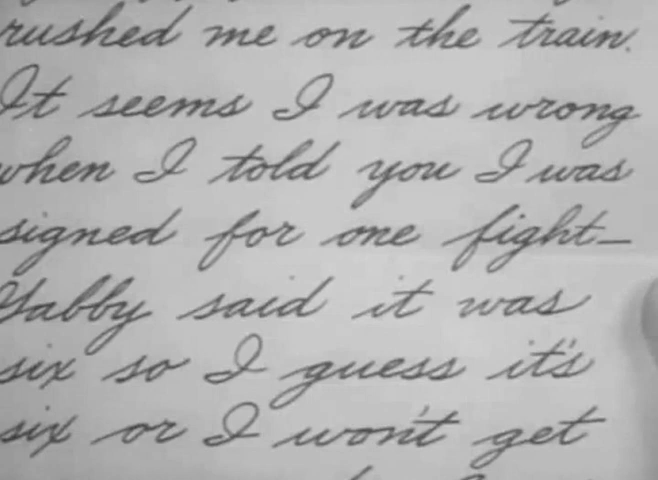 rushed me on the train.
It seems I was wrong
when I told you I was
signed for one fight—
Gabby said it was
six so I guess it's
six or I won't get